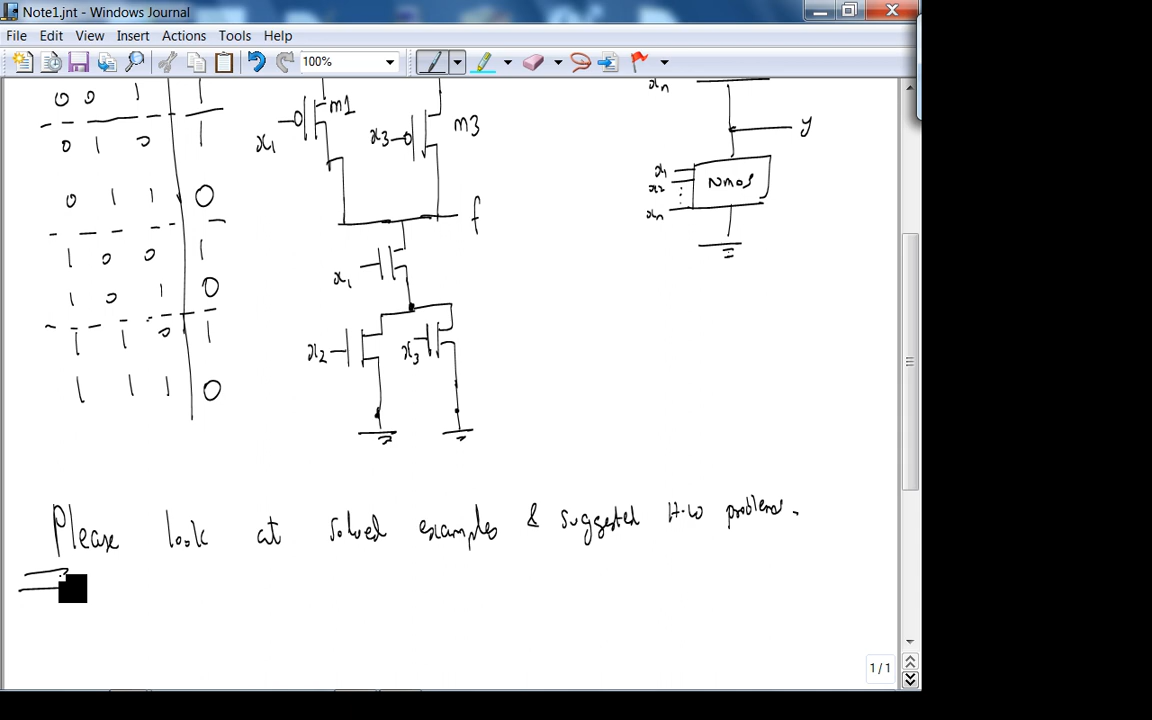 Note1.jnt - Windows Journal
File Edit View Insert Actions Tools Help
100%
0 0 1 1
0 1 0 1
0 1 1 0
1 0 0 1
1 0 1 0
1 1 0 1
1 1 1 0
x1 m1
x3 m3
f
x1
x2 x3
xn
y
x1
x2
xn
NMOS
Please look at solved examples & suggested H.W problems.
1 / 1